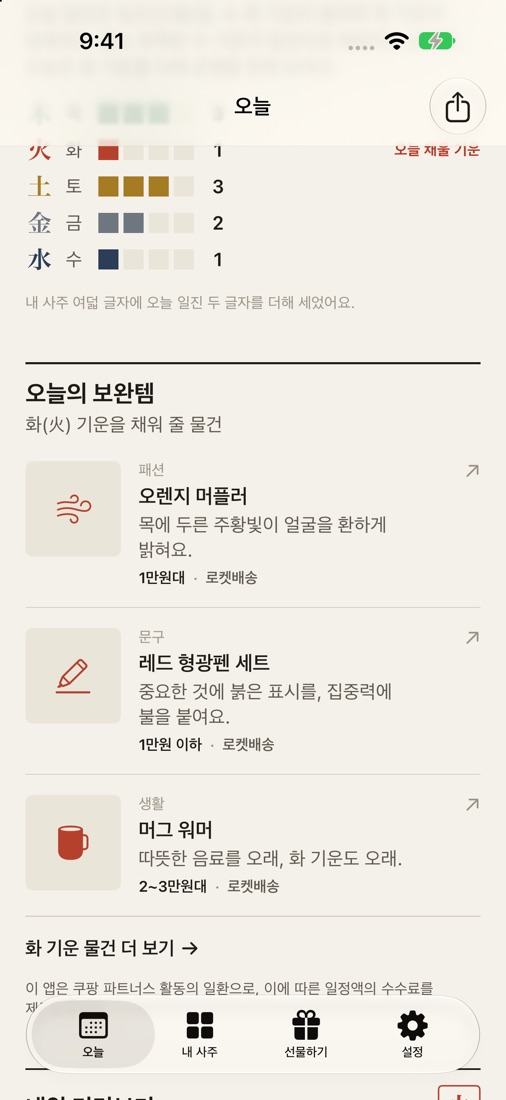 9:41
오늘
火 화 1
오늘 채울 기운
土 토 3
金 금 2
水 수 1
내 사주 여덟 글자에 오늘 일진 두 글자를 더해 세었어요.
오늘의 보완템
화(火) 기운을 채워 줄 물건
패션
오렌지 머플러
목에 두른 주황빛이 얼굴을 환하게
밝혀요.
1만원대 · 로켓배송
문구
레드 형광펜 세트
중요한 것에 붉은 표시를, 집중력에
불을 붙여요.
1만원 이하 · 로켓배송
생활
머그 워머
따뜻한 음료를 오래, 화 기운도 오래.
2~3만원대 · 로켓배송
화 기운 물건 더 보기 →
이 앱은 쿠팡 파트너스 활동의 일환으로, 이에 따른 일정액의 수수료를
오늘
내 사주
선물하기
설정